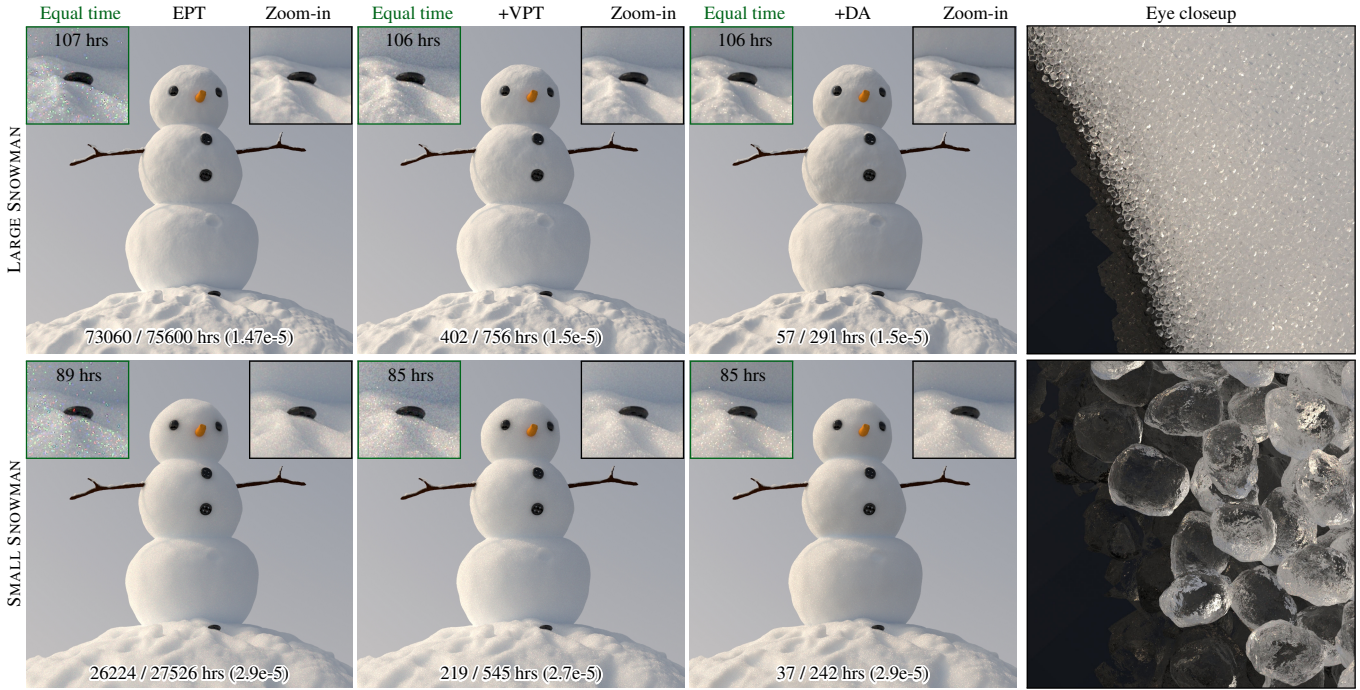 Equal time EPT Zoom-in Equal time +VPT Zoom-in Equal time +DA Zoom-in Eye closeup
LARGE SNOWMAN
107 hrs 106 hrs 106 hrs
73060 / 75600 hrs (1.47e-5) 402 / 756 hrs (1.5e-5) 57 / 291 hrs (1.5e-5)
SMALL SNOWMAN
89 hrs 85 hrs 85 hrs
26224 / 27526 hrs (2.9e-5) 219 / 545 hrs (2.7e-5) 37 / 242 hrs (2.9e-5)